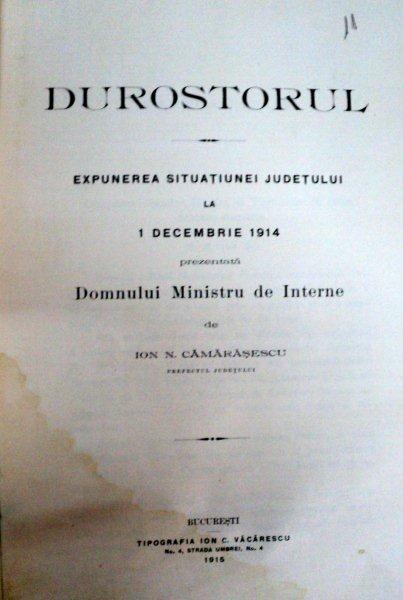 DUROSTORUL
EXPUNEREA SITUAȚIUNEI JUDEȚULUI
LA
1 DECEMBRIE 1914
prezentată
Domnului Ministru de Interne
de
ION N. CĂMĂRĂȘESCU
PREFECTUL JUDEȚULUI
BUCUREȘTI
TIPOGRAFIA ION C. VĂCĂRESCU
No. 4, STRADA UMBREI, No. 4
1915